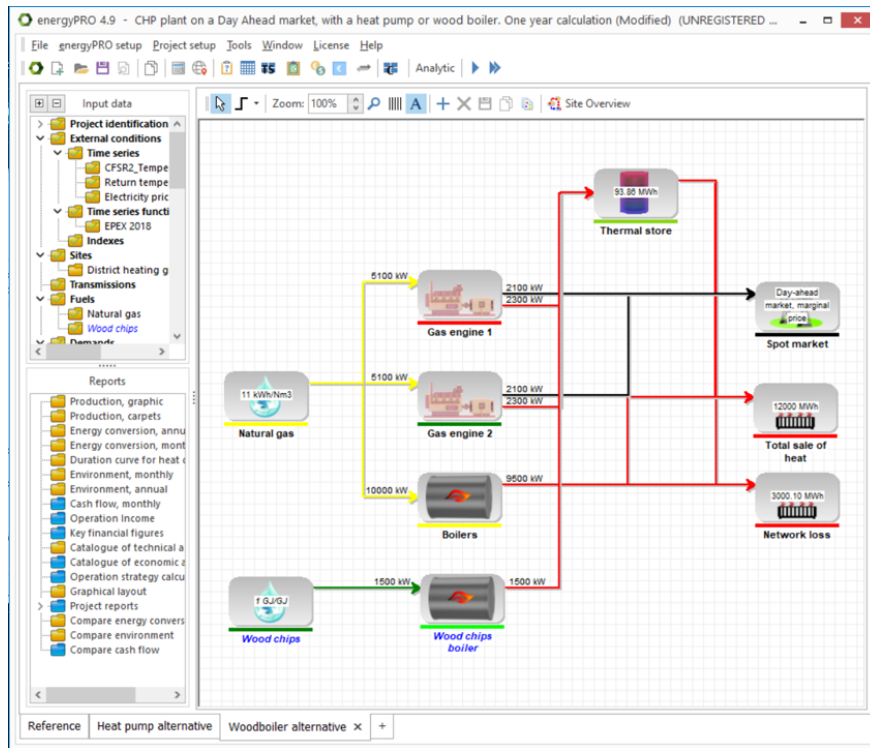 energyPRO 4.9 - CHP plant on a Day Ahead market, with a heat pump or wood boiler. One year calculation (Modified) (UNREGISTERED ...
File energyPRO setup Project setup Tools Window License Help
Analytic
Input data
Project identification
External conditions
Time series
CFSR2_Tempe
Return tempe
Electricity pric
Time series functi
EPEX 2018
Indexes
Sites
District heating g
Transmissions
Fuels
Natural gas
Wood chips
Demands
Reports
Production, graphic
Production, carpets
Energy conversion, annu
Energy conversion, mont
Duration curve for heat d
Environment, monthly
Environment, annual
Cash flow, monthly
Operation Income
Key financial figures
Catalogue of technical a
Catalogue of economic a
Operation strategy calcu
Graphical layout
Project reports
Compare energy convers
Compare environment
Compare cash flow
Zoom: 100% A Site Overview
93.86 MWh
Thermal store
5100 kW
2100 kW
2300 kW
Gas engine 1
Day-ahead
market, marginal
price
Spot market
11 kWh/Nm3
Natural gas
5100 kW
2100 kW
2300 kW
Gas engine 2
12000 MWh
Total sale of
heat
10000 kW
9500 kW
Boilers
3000.10 MWh
Network loss
1 GJ/GJ
Wood chips
1500 kW
1500 kW
Wood chips
boiler
Reference Heat pump alternative Woodboiler alternative